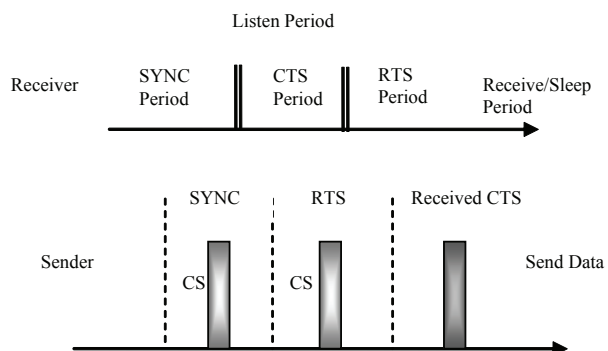 Listen Period
Receiver
SYNC Period
CTS Period
RTS Period
Receive/Sleep Period
SYNC
RTS
Received CTS
Sender
CS
CS
Send Data